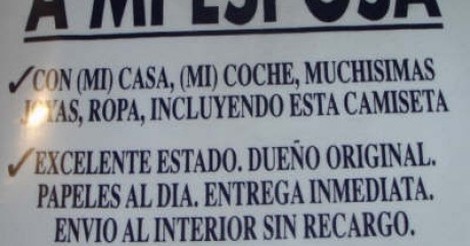 A MI ESPOSA
✓CON (MI) CASA, (MI) COCHE, MUCHISIMAS
JOYAS, ROPA, INCLUYENDO ESTA CAMISETA
✓EXCELENTE ESTADO. DUEÑO ORIGINAL.
PAPELES AL DIA. ENTREGA INMEDIATA.
ENVIO AL INTERIOR SIN RECARGO.